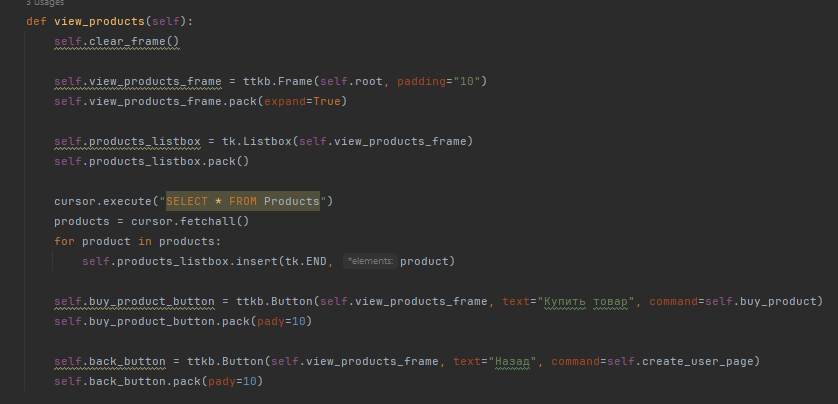 3 usages
def view_products(self):
    self.clear_frame()
    self.view_products_frame = ttkb.Frame(self.root, padding="10")
    self.view_products_frame.pack(expand=True)
    self.products_listbox = tk.Listbox(self.view_products_frame)
    self.products_listbox.pack()
    cursor.execute("SELECT * FROM Products")
    products = cursor.fetchall()
    for product in products:
        self.products_listbox.insert(tk.END, *elements: product)
    self.buy_product_button = ttkb.Button(self.view_products_frame, text="Купить товар", command=self.buy_product)
    self.buy_product_button.pack(pady=10)
    self.back_button = ttkb.Button(self.view_products_frame, text="Назад", command=self.create_user_page)
    self.back_button.pack(pady=10)